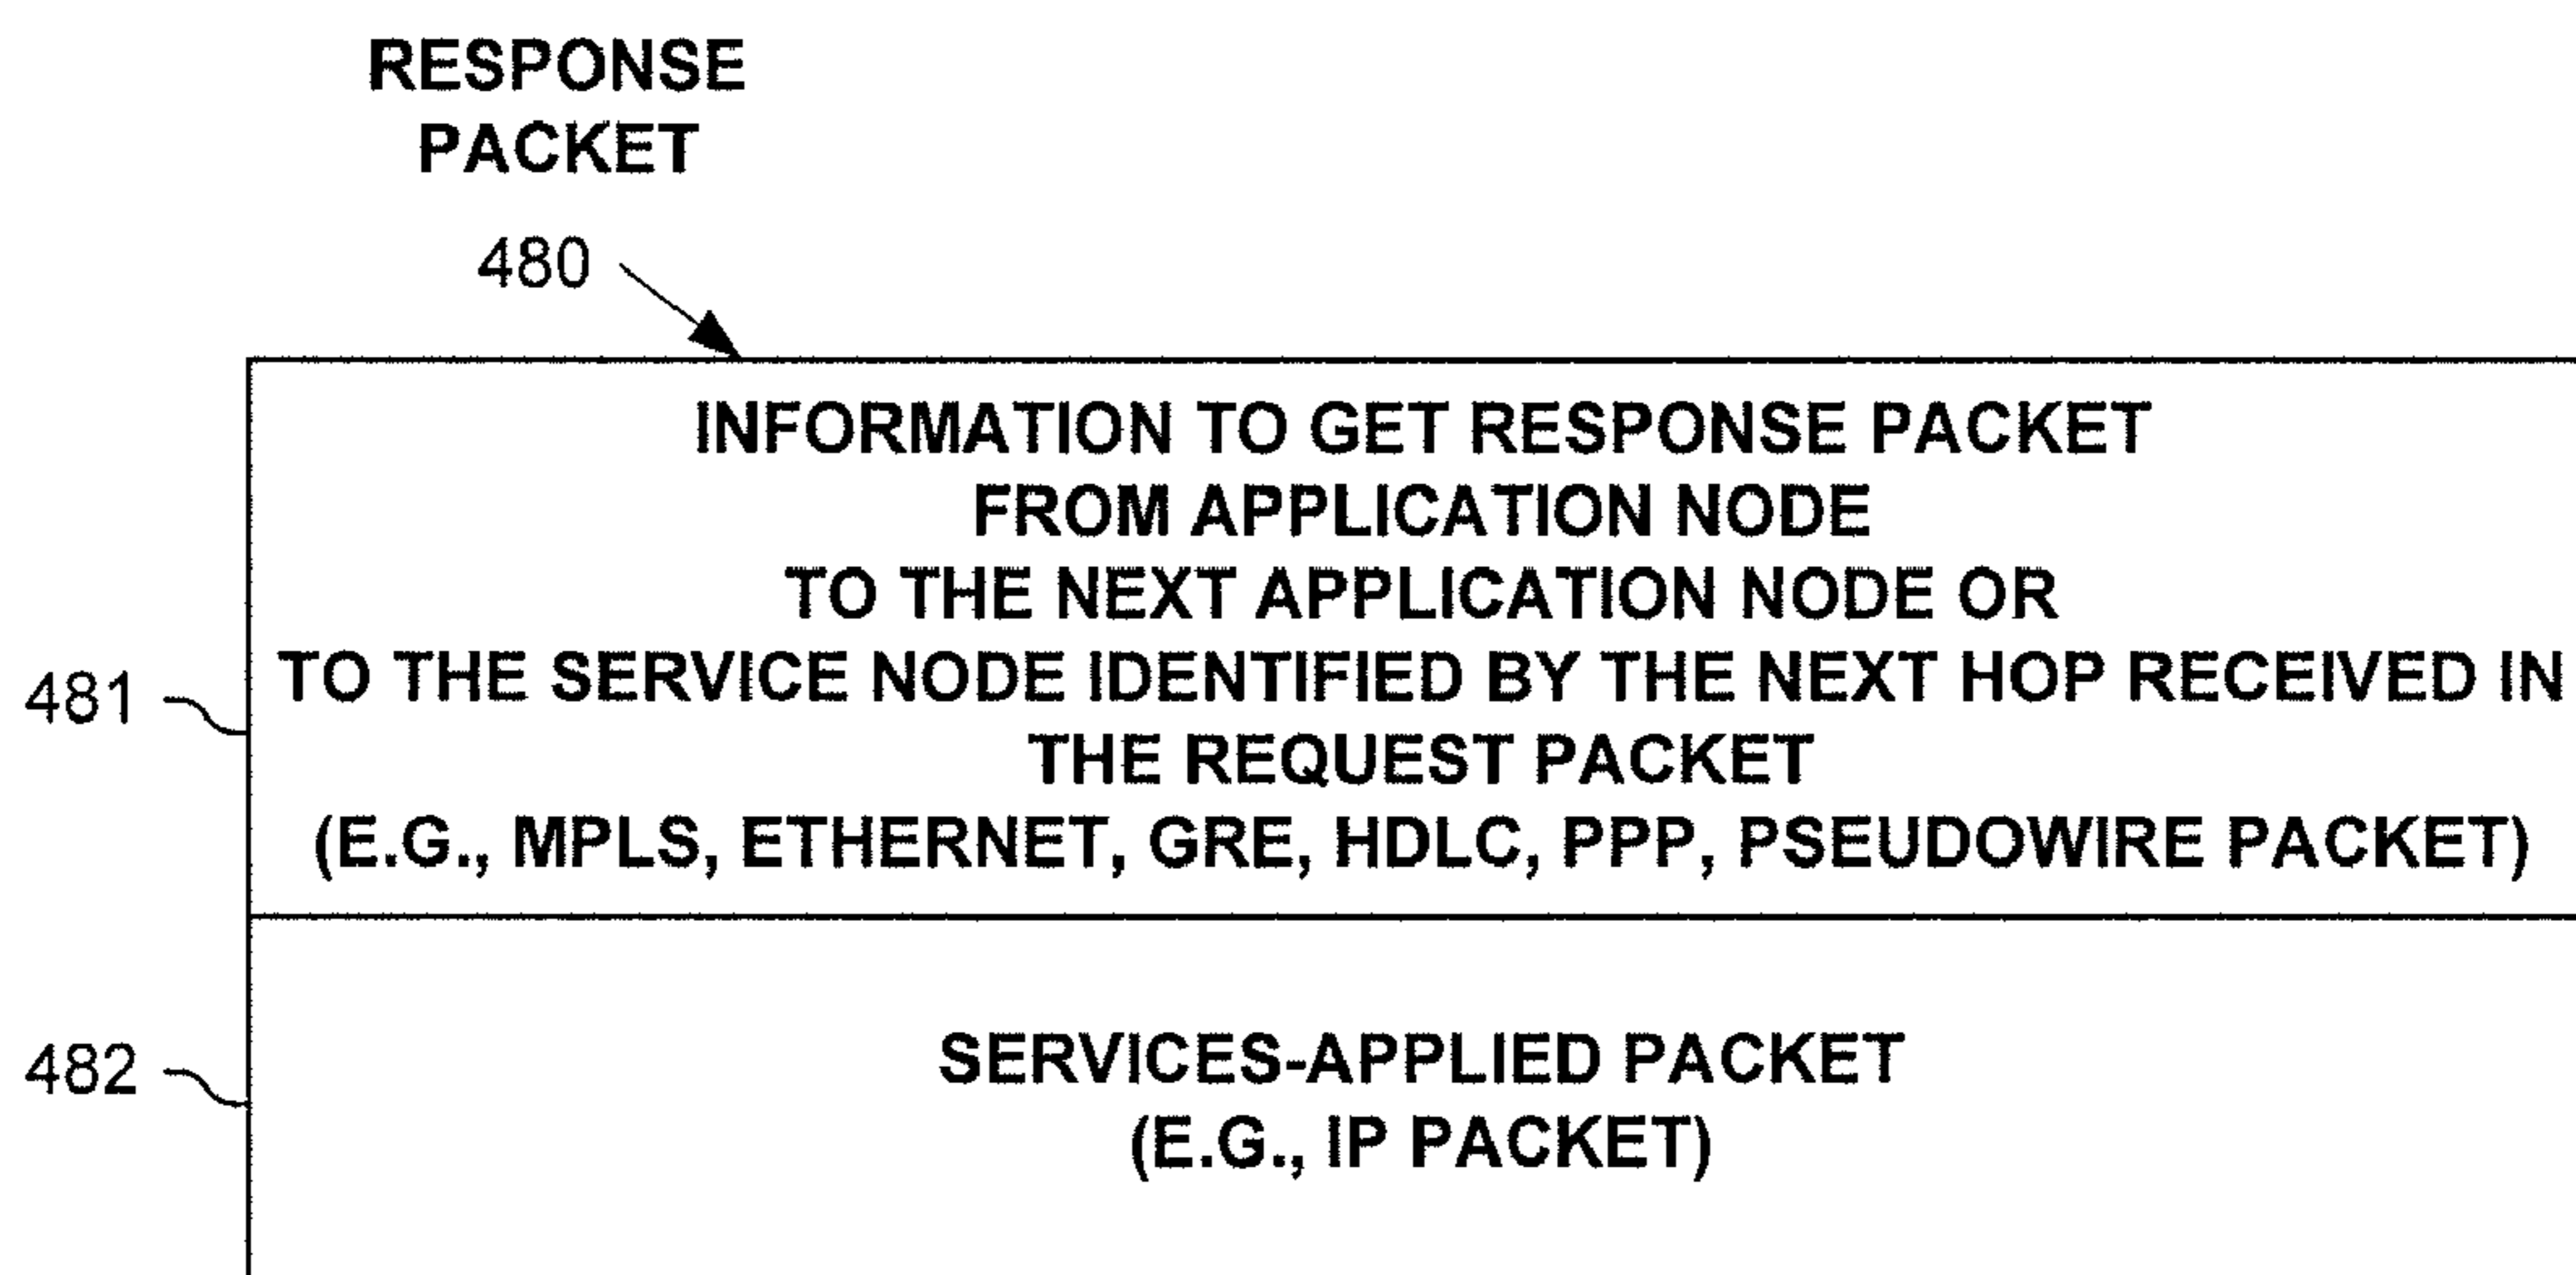 RESPONSE
PACKET
480
INFORMATION TO GET RESPONSE PACKET
FROM APPLICATION NODE
TO THE NEXT APPLICATION NODE OR
TO THE SERVICE NODE IDENTIFIED BY THE NEXT HOP RECEIVED IN
481
THE REQUEST PACKET
(E.G., MPLS, ETHERNET, GRE, HDLC, PPP, PSEUDOWIRE PACKET)
SERVICES-APPLIED PACKET
482
(E.G., IP PACKET)